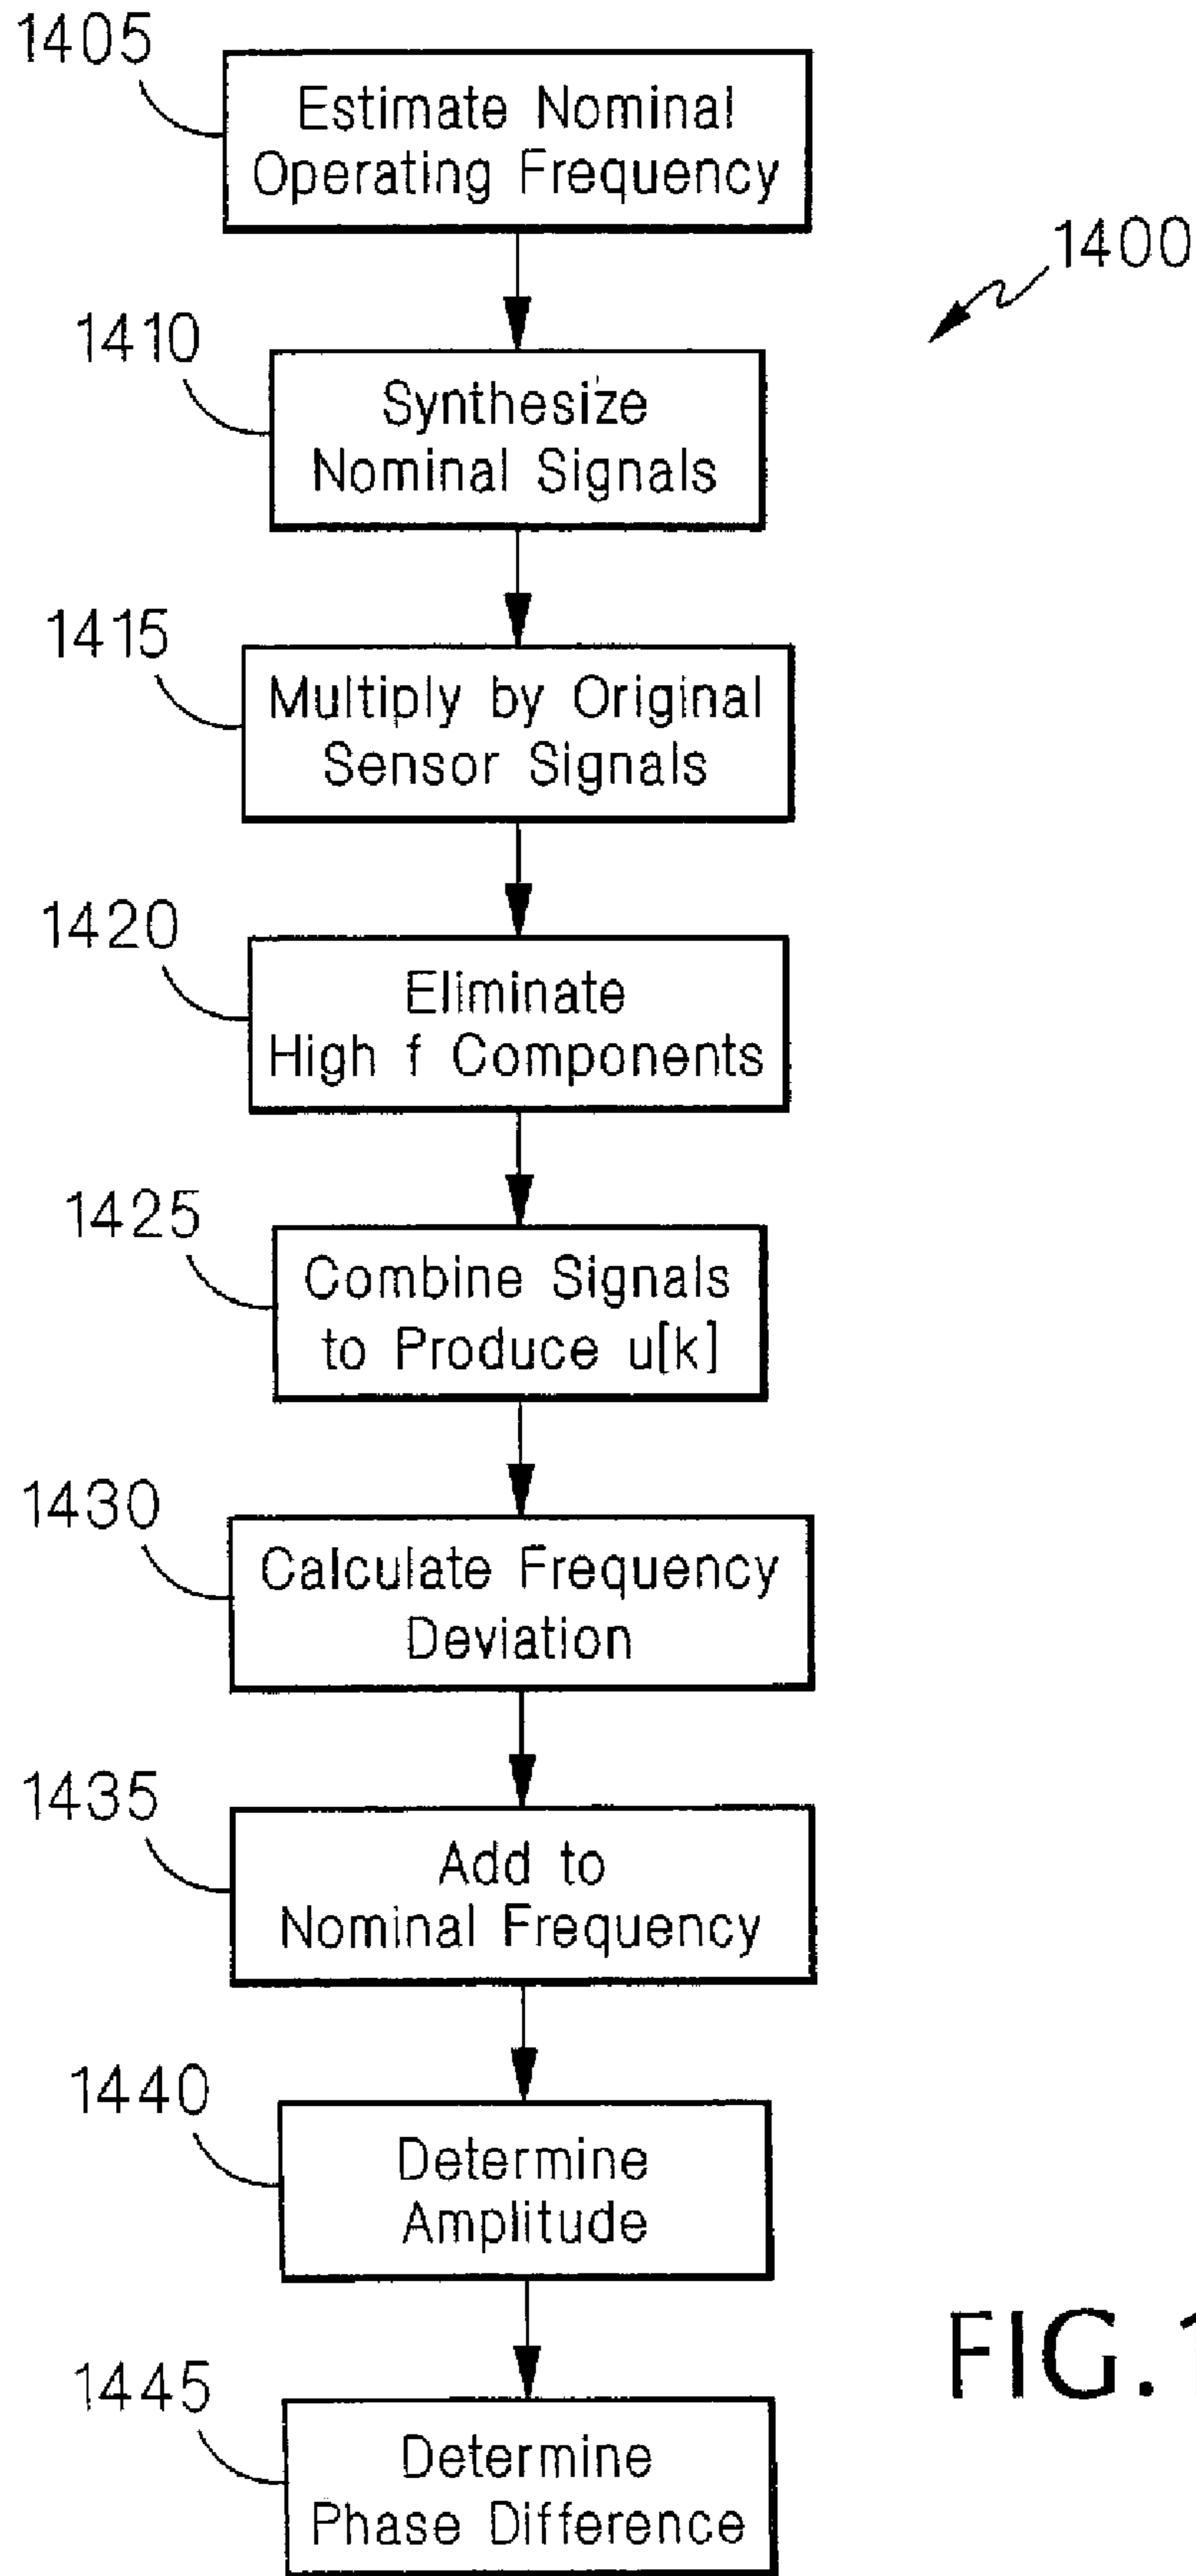 1405
Estimate Nominal
Operating Frequency
1400
1410
Synthesize
Nominal Signals
1415
Multiply by Original
Sensor Signals
1420
Eliminate
High f Components
1425
Combine Signals
to Produce u[k]
1430
Calculate Frequency
Deviation
1435
Add to
Nominal Frequency
1440
Determine
Amplitude
1445
Determine
Phase Difference
FIG.